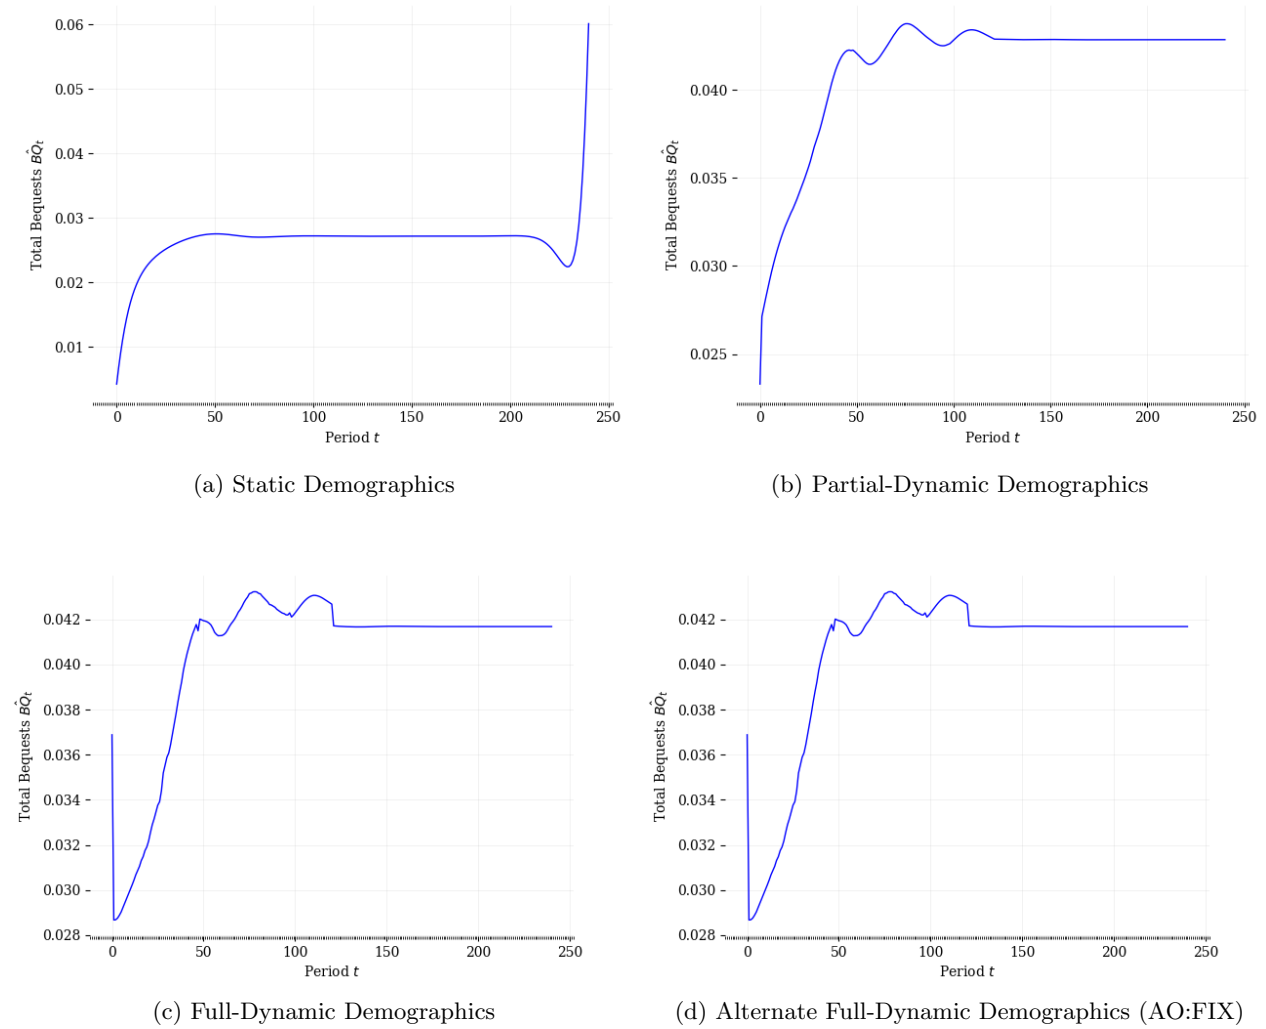 0.06
0.05
0.04
0.03
0.02
0.01
Total Bequests B̂Q_t
0 50 100 150 200 250
Period t
(a) Static Demographics
0.040
0.035
0.030
0.025
Total Bequests B̂Q_t
0 50 100 150 200 250
Period t
(b) Partial-Dynamic Demographics
0.042
0.040
0.038
0.036
0.034
0.032
0.030
0.028
Total Bequests B̂Q_t
0 50 100 150 200 250
Period t
(c) Full-Dynamic Demographics
0.042
0.040
0.038
0.036
0.034
0.032
0.030
0.028
Total Bequests B̂Q_t
0 50 100 150 200 250
Period t
(d) Alternate Full-Dynamic Demographics (AO:FIX)